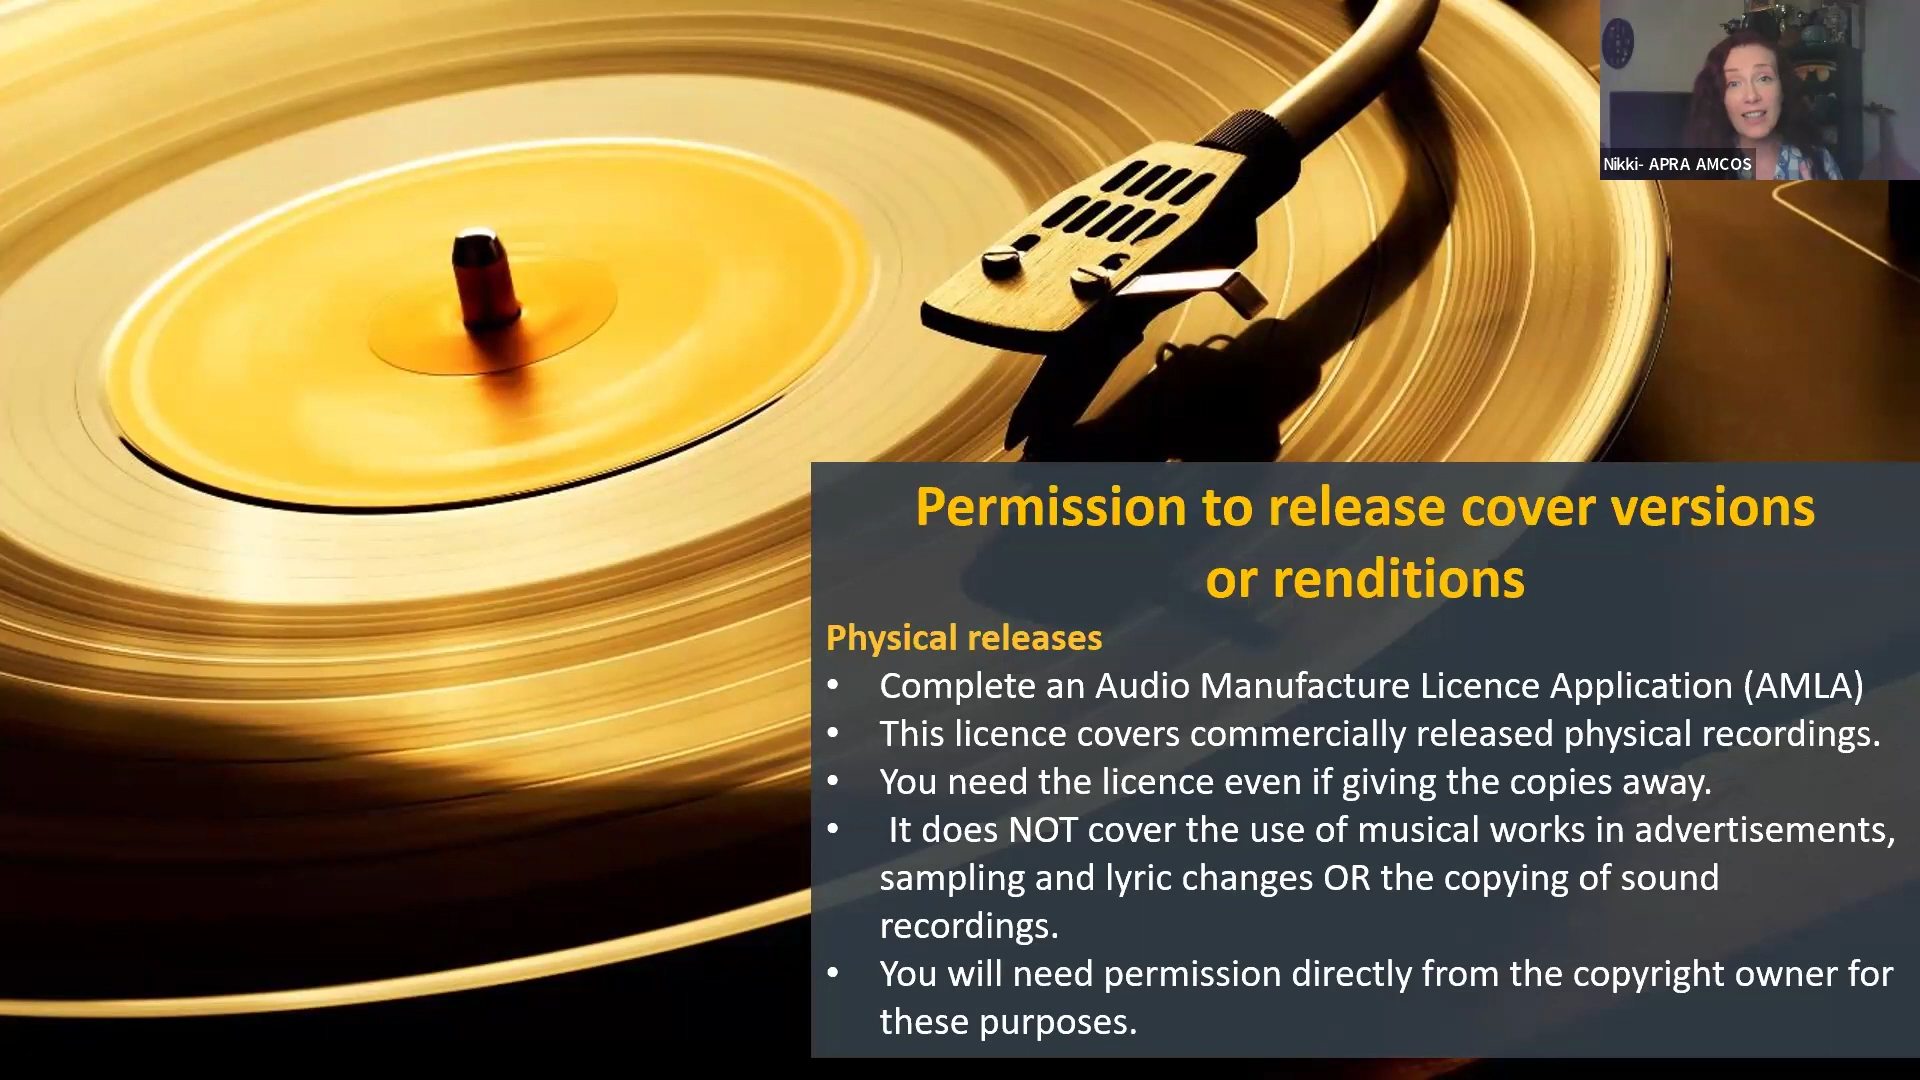 Nikki- APRA AMCOS
Permission to release cover versions
or renditions
Physical releases
• Complete an Audio Manufacture Licence Application (AMLA)
• This licence covers commercially released physical recordings.
• You need the licence even if giving the copies away.
• It does NOT cover the use of musical works in advertisements,
sampling and lyric changes OR the copying of sound
recordings.
• You will need permission directly from the copyright owner for
these purposes.